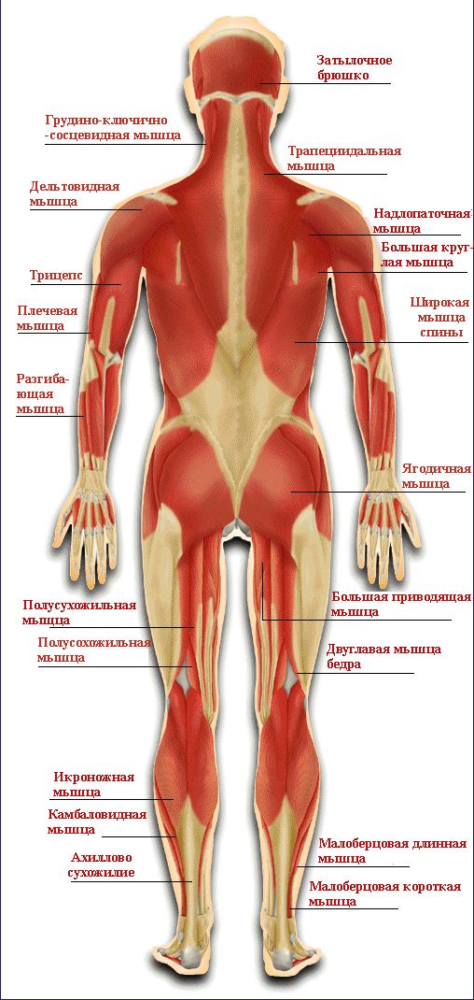 Затылочное
брюшко
Грудино-ключично
-сосцевидная мышца
Трапециидальная
мышца
Дельтовидная
мышца
Надлопаточная
мышца
Большая круг-
лая мышца
Трицепс
Плечевая
мышца
Широкая
мышца
спины
Разгиба-
ющая
мышца
Ягодичная
мышца
Полусухожильная
мышца
Большая приводящая
мышца
Полусохожильная
мышца
Двуглавая мышца
бедра
Икроножная
мышца
Камбаловидная
мышца
Ахиллово
сухожилие
Малоберцовая длинная
мышца
Малоберцовая короткая
мышца